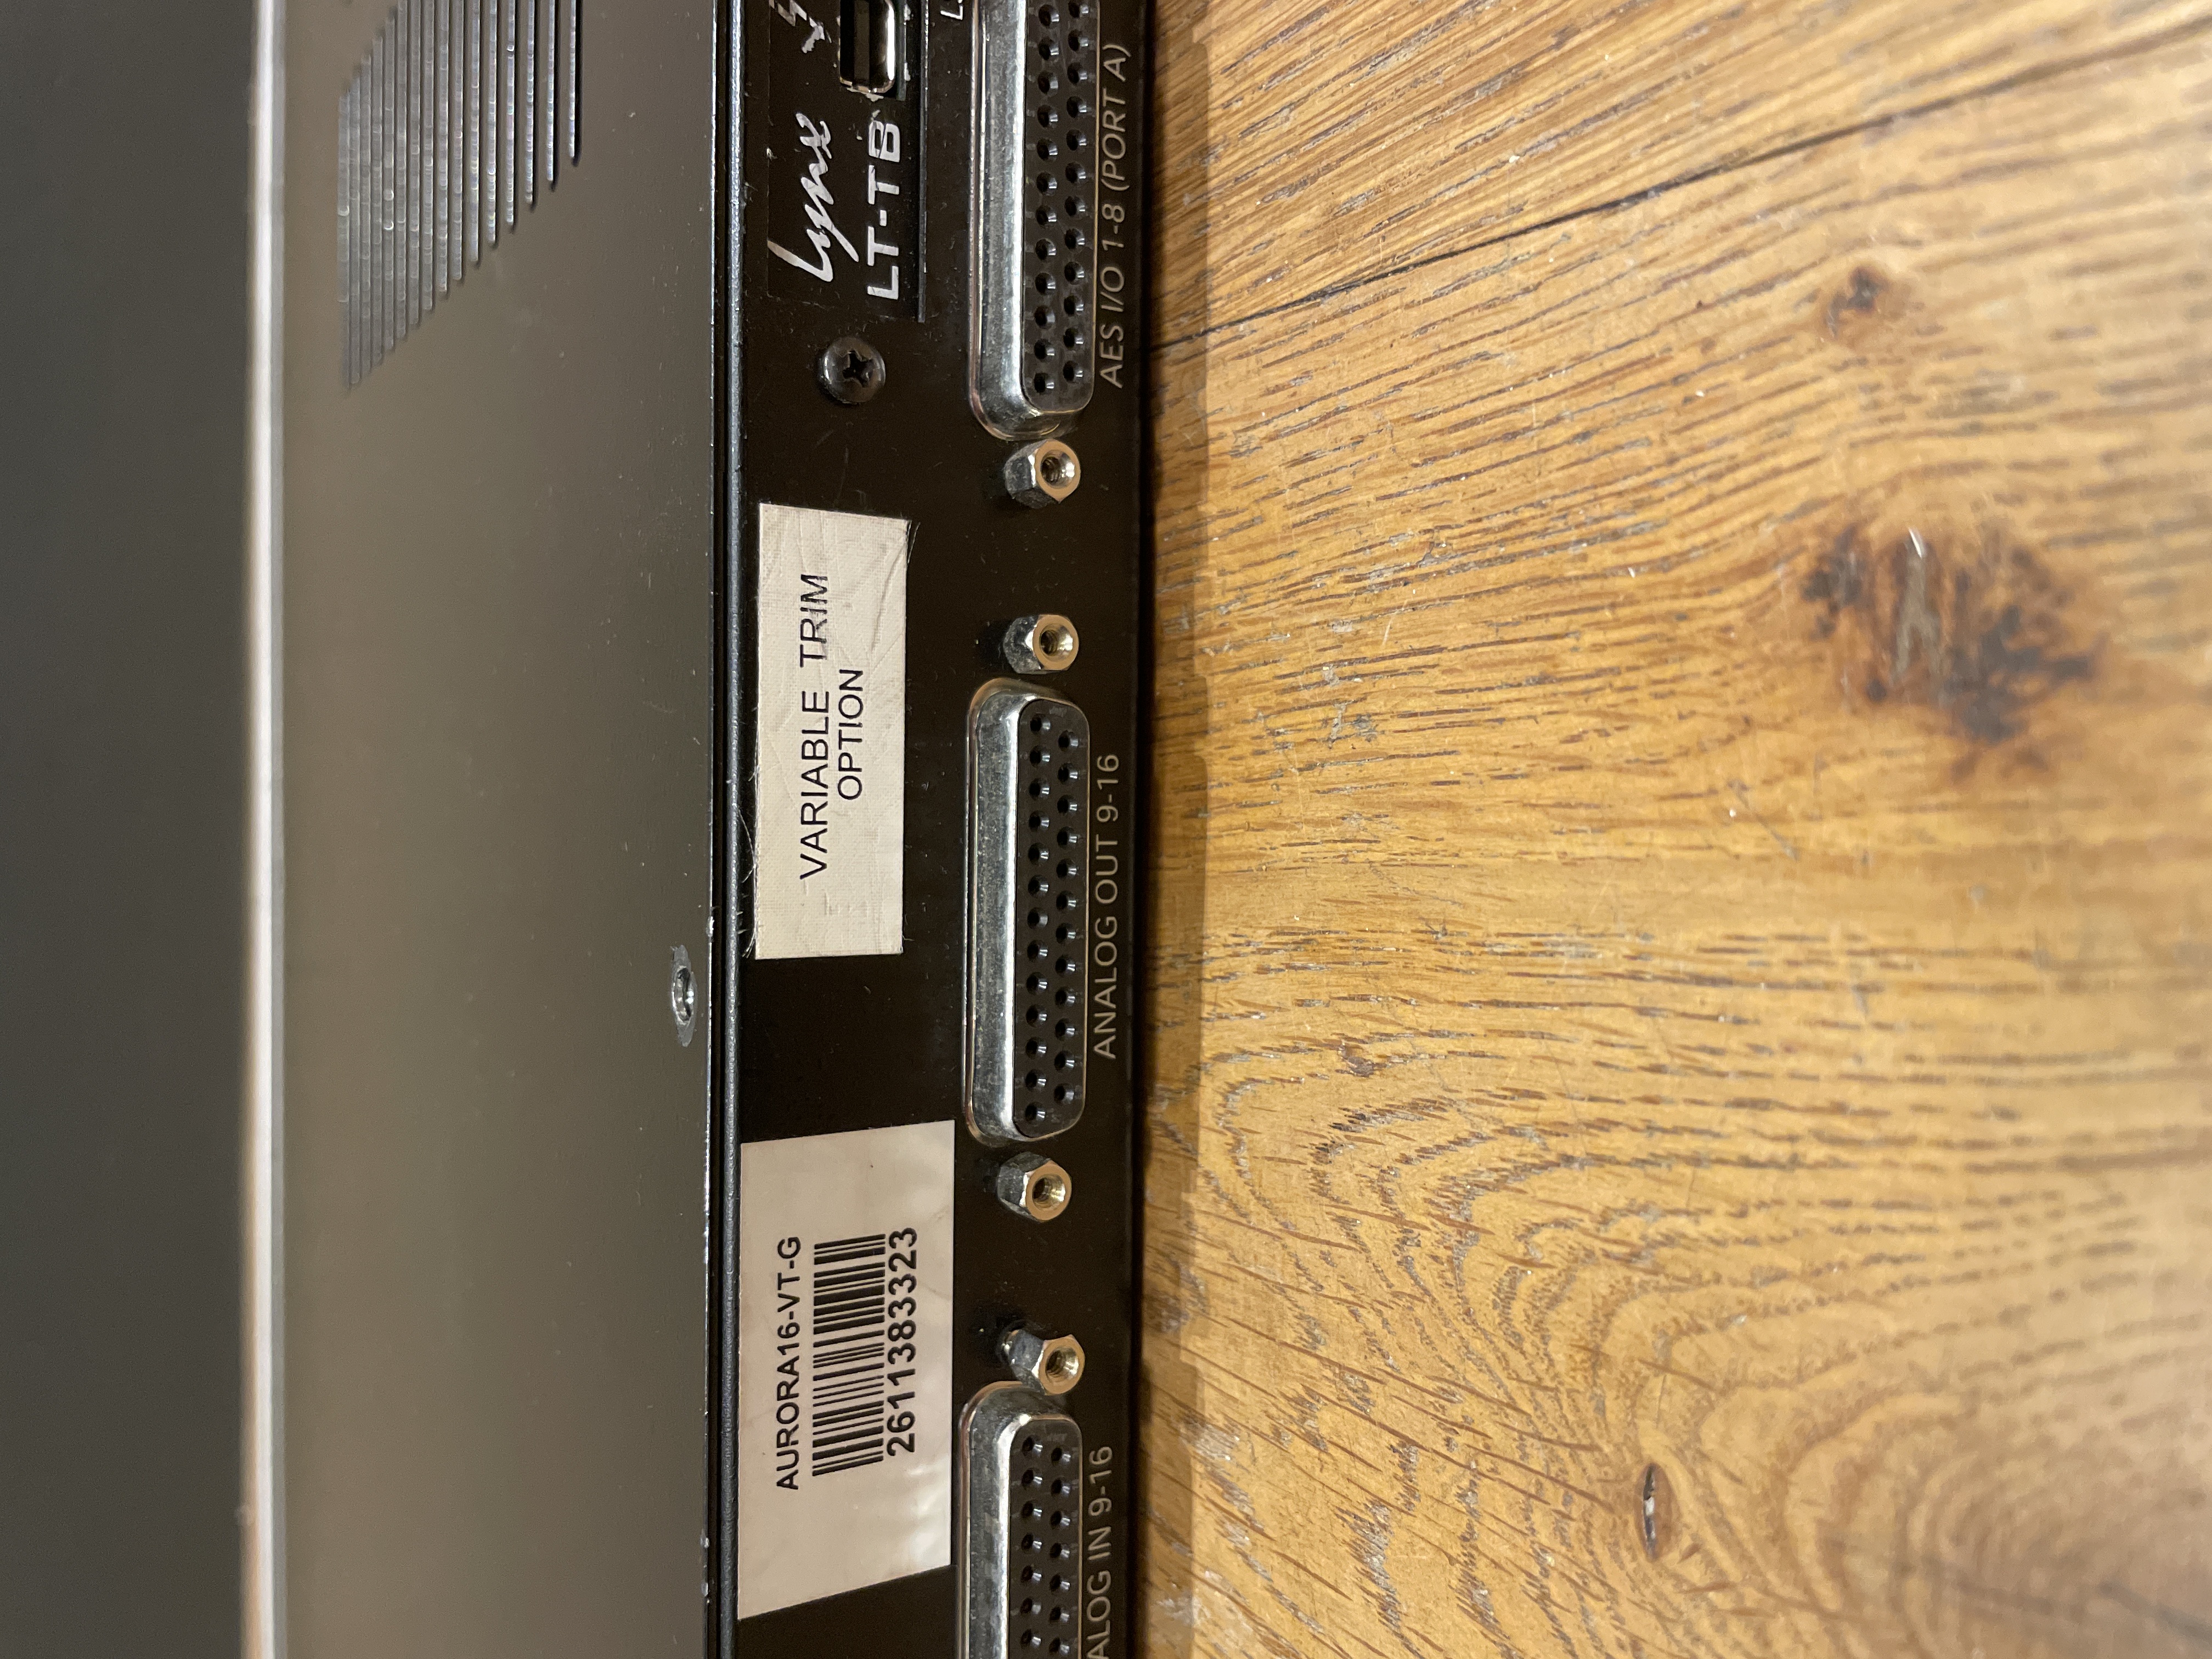 Lynx
LT-TB
AES I/O 1-8 (PORT A)
VARIABLE TRIM
OPTION
ANALOG OUT 9-16
AURORA16-VT-G
2611383323
ALOG IN 9-16